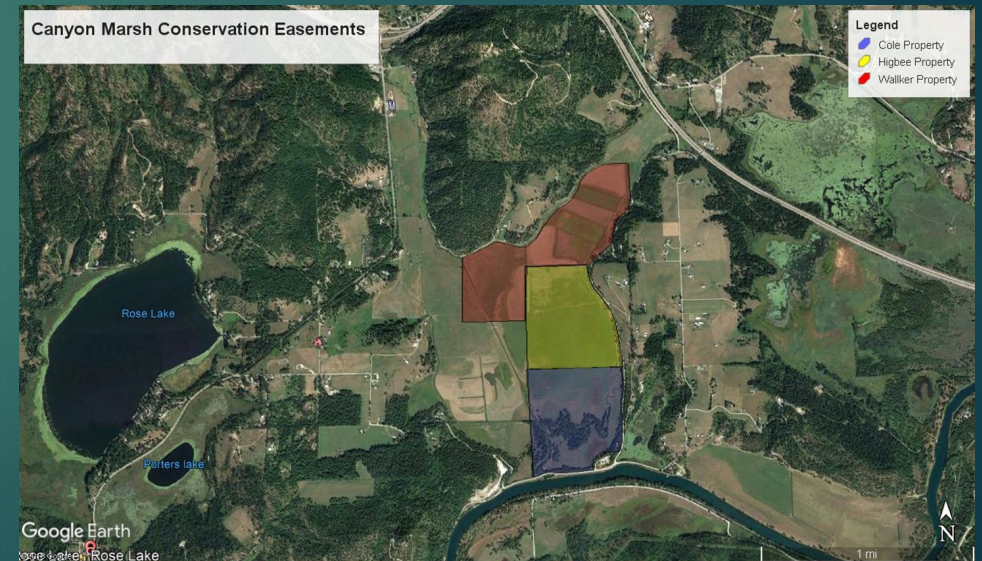 Canyon Marsh Conservation Easements
Legend
Cole Property
Higbee Property
Wallker Property
Rose Lake
Porters lake
Google Earth
Rose Lake
1 mi
N